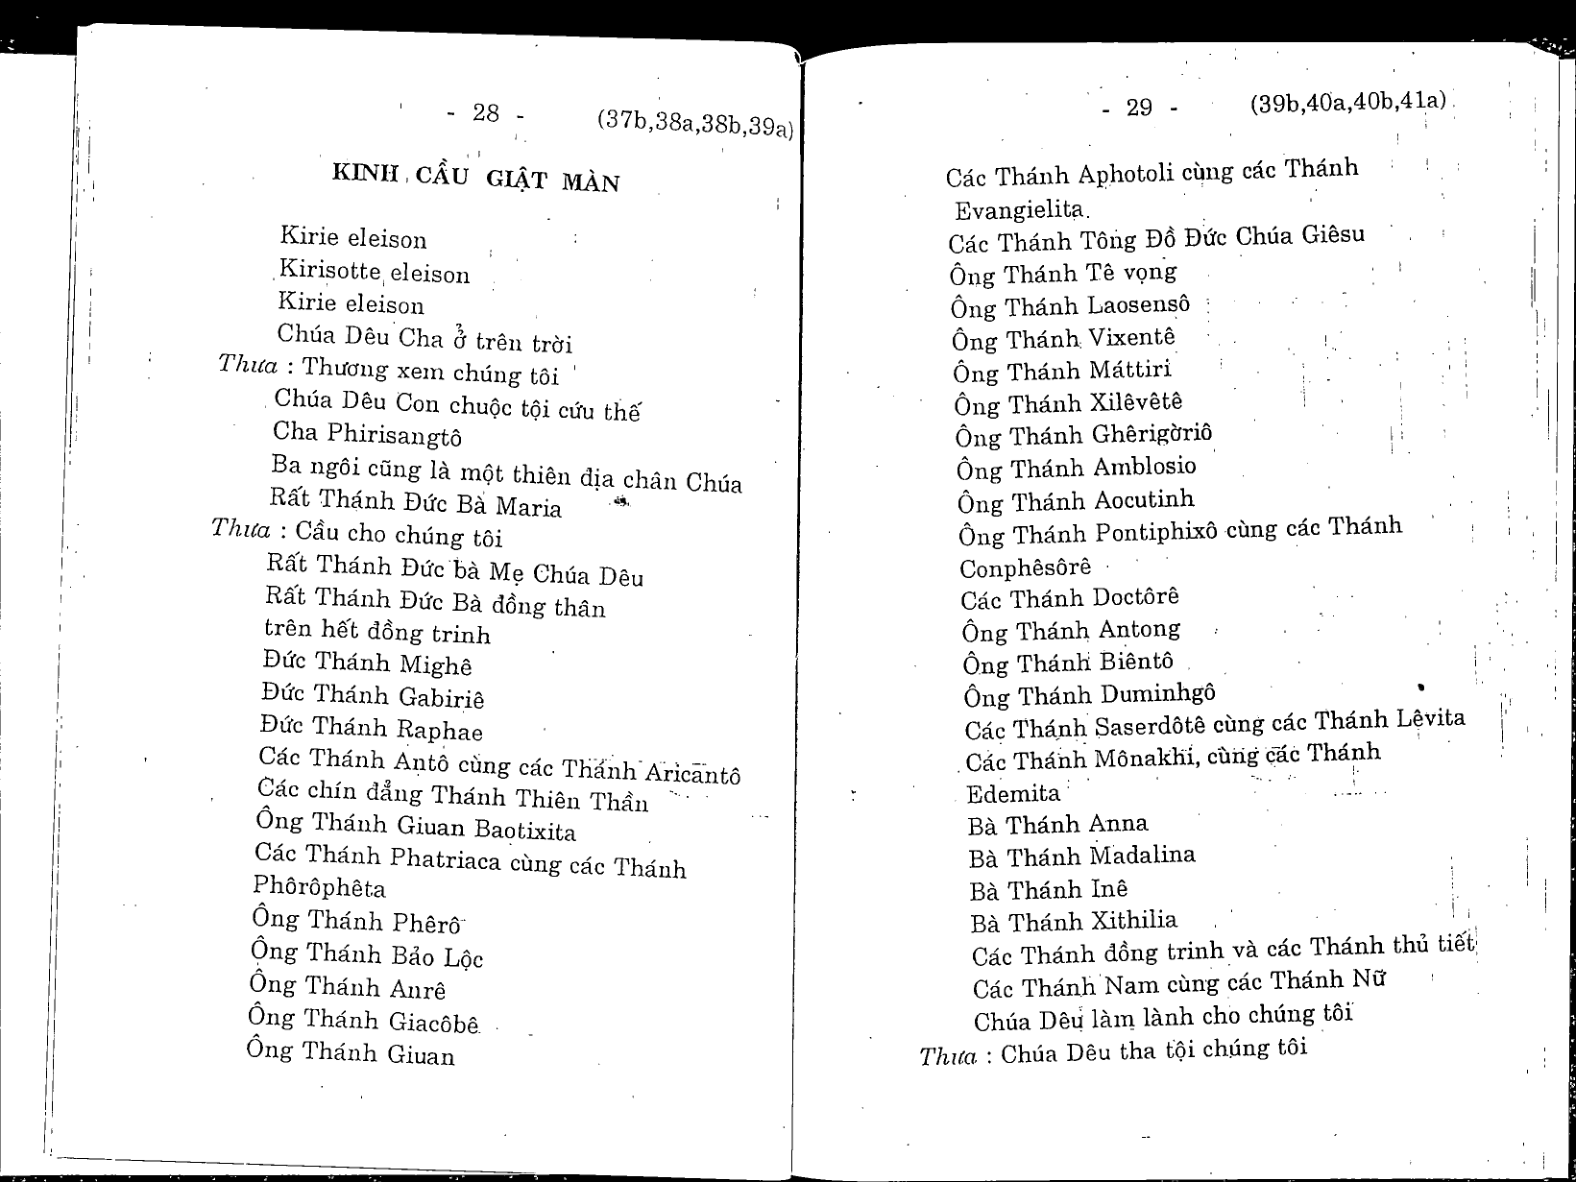 - 28 - (37b,38a,38b,39a)
KINH CẦU GIẬT MÀN
Kirie eleison
Kirisotte eleison
Kirie eleison
Chúa Dêu Cha ở trên trời
Thưa : Thương xem chúng tôi
Chúa Dêu Con chuộc tội cứu thế
Cha Phirisangtô
Ba ngôi cũng là một thiên địa chân Chúa
Rất Thánh Đức Bà Maria
Thưa : Cầu cho chúng tôi
Rất Thánh Đức bà Mẹ Chúa Dêu
Rất Thánh Đức Bà đồng thân
trên hết đồng trinh
Đức Thánh Mighê
Đức Thánh Gabiriê
Đức Thánh Raphae
Các Thánh Antô cùng các Thánh Aricantô
Các chín đẳng Thánh Thiên Thần
Ông Thánh Giuan Baotixita
Các Thánh Phatriaca cùng các Thánh
Phôrôphêta
Ông Thánh Phêrô
Ông Thánh Bảo Lộc
Ông Thánh Anrê
Ông Thánh Giacôbê
Ông Thánh Giuan
- 29 - (39b,40a,40b,41a)
Các Thánh Aphotoli cùng các Thánh
Evangielita.
Các Thánh Tông Đồ Đức Chúa Giêsu
Ông Thánh Tê vọng
Ông Thánh Laosensô
Ông Thánh Vixentê
Ông Thánh Máttiri
Ông Thánh Xilêvêtê
Ông Thánh Ghêrigờriô
Ông Thánh Amblosio
Ông Thánh Aocutinh
Ông Thánh Pontiphixô cùng các Thánh
Conphêsôrê
Các Thánh Doctôrê
Ông Thánh Antong
Ông Thánh Biêntô
Ông Thánh Duminhgô
Các Thánh Saserdôtê cùng các Thánh Lêvita
Các Thánh Mônakhi, cùng các Thánh
Edemita
Bà Thánh Anna
Bà Thánh Madalina
Bà Thánh Inê
Bà Thánh Xithilia
Các Thánh đồng trinh và các Thánh thủ tiết
Các Thánh Nam cùng các Thánh Nữ
Chúa Dêu làm lành cho chúng tôi
Thưa : Chúa Dêu tha tội chúng tôi